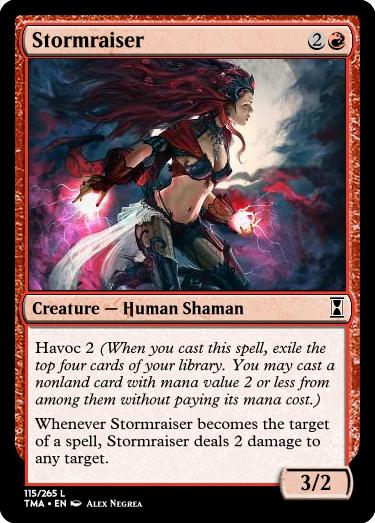 Stormraiser 2
Creature — Human Shaman
Havoc 2 (When you cast this spell, exile the
top four cards of your library. You may cast a
nonland card with mana value 2 or less from
among them without paying its mana cost.)
Whenever Stormraiser becomes the target
of a spell, Stormraiser deals 2 damage to
any target.
3/2
115/265 L
TMA • EN Alex Negrea